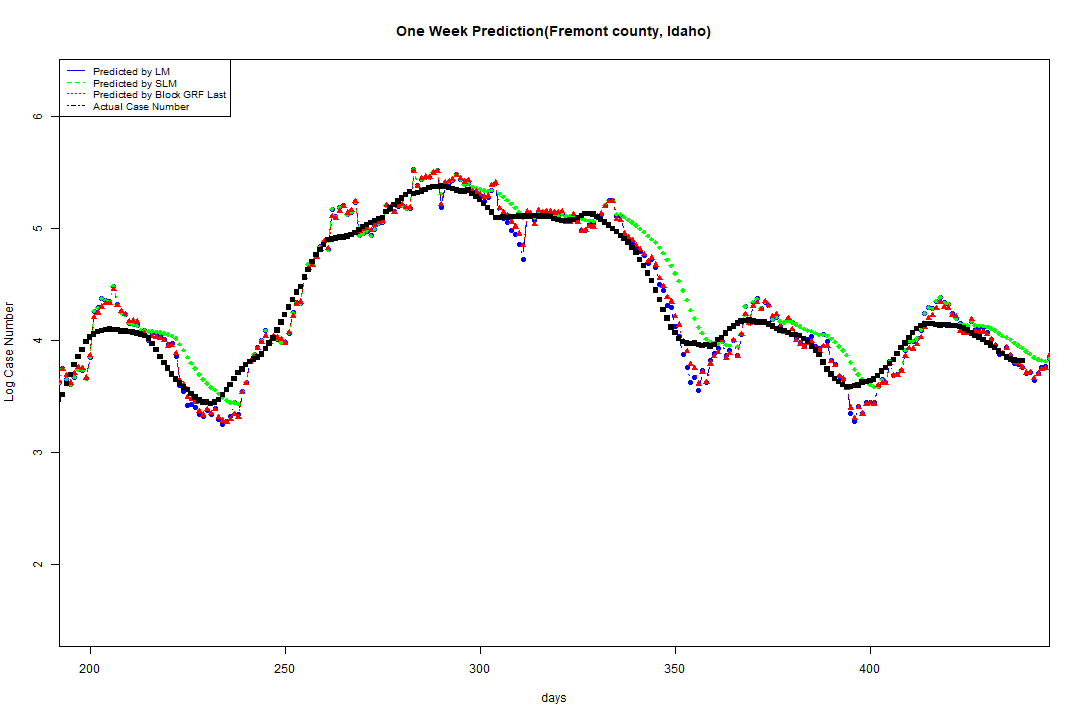 One Week Prediction(Fremont county, Idaho)
Predicted by LM
Predicted by SLM
Predicted by Block GRF Last
Actual Case Number
Log Case Number
6
5
4
3
2
200 250 300 350 400
days